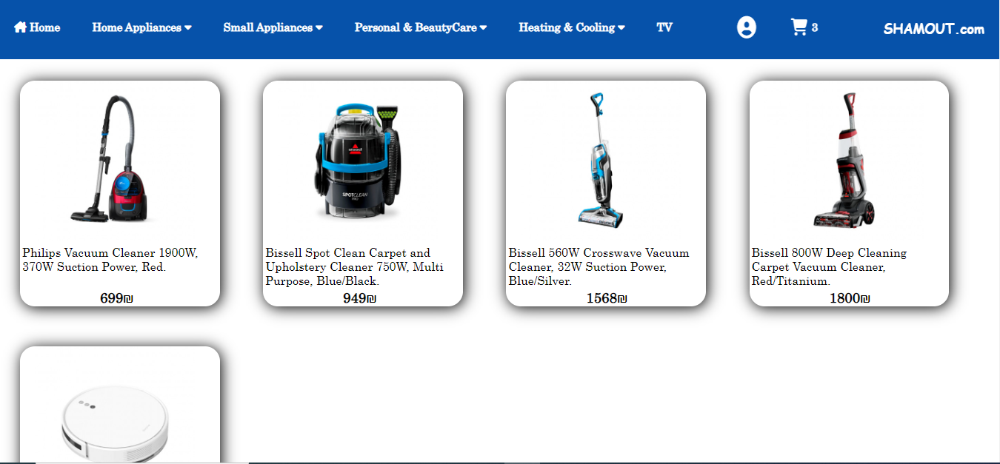 Home Home Appliances Small Appliances Personal & BeautyCare Heating & Cooling TV 3 SHAMOUT.com
BISSELL
SPOTCLEAN
PRO
Philips Vacuum Cleaner 1900W,
370W Suction Power, Red.
699₪
Bissell Spot Clean Carpet and
Upholstery Cleaner 750W, Multi
Purpose, Blue/Black.
949₪
Bissell 560W Crosswave Vacuum
Cleaner, 32W Suction Power,
Blue/Silver.
1568₪
Bissell 800W Deep Cleaning
Carpet Vacuum Cleaner,
Red/Titanium.
1800₪